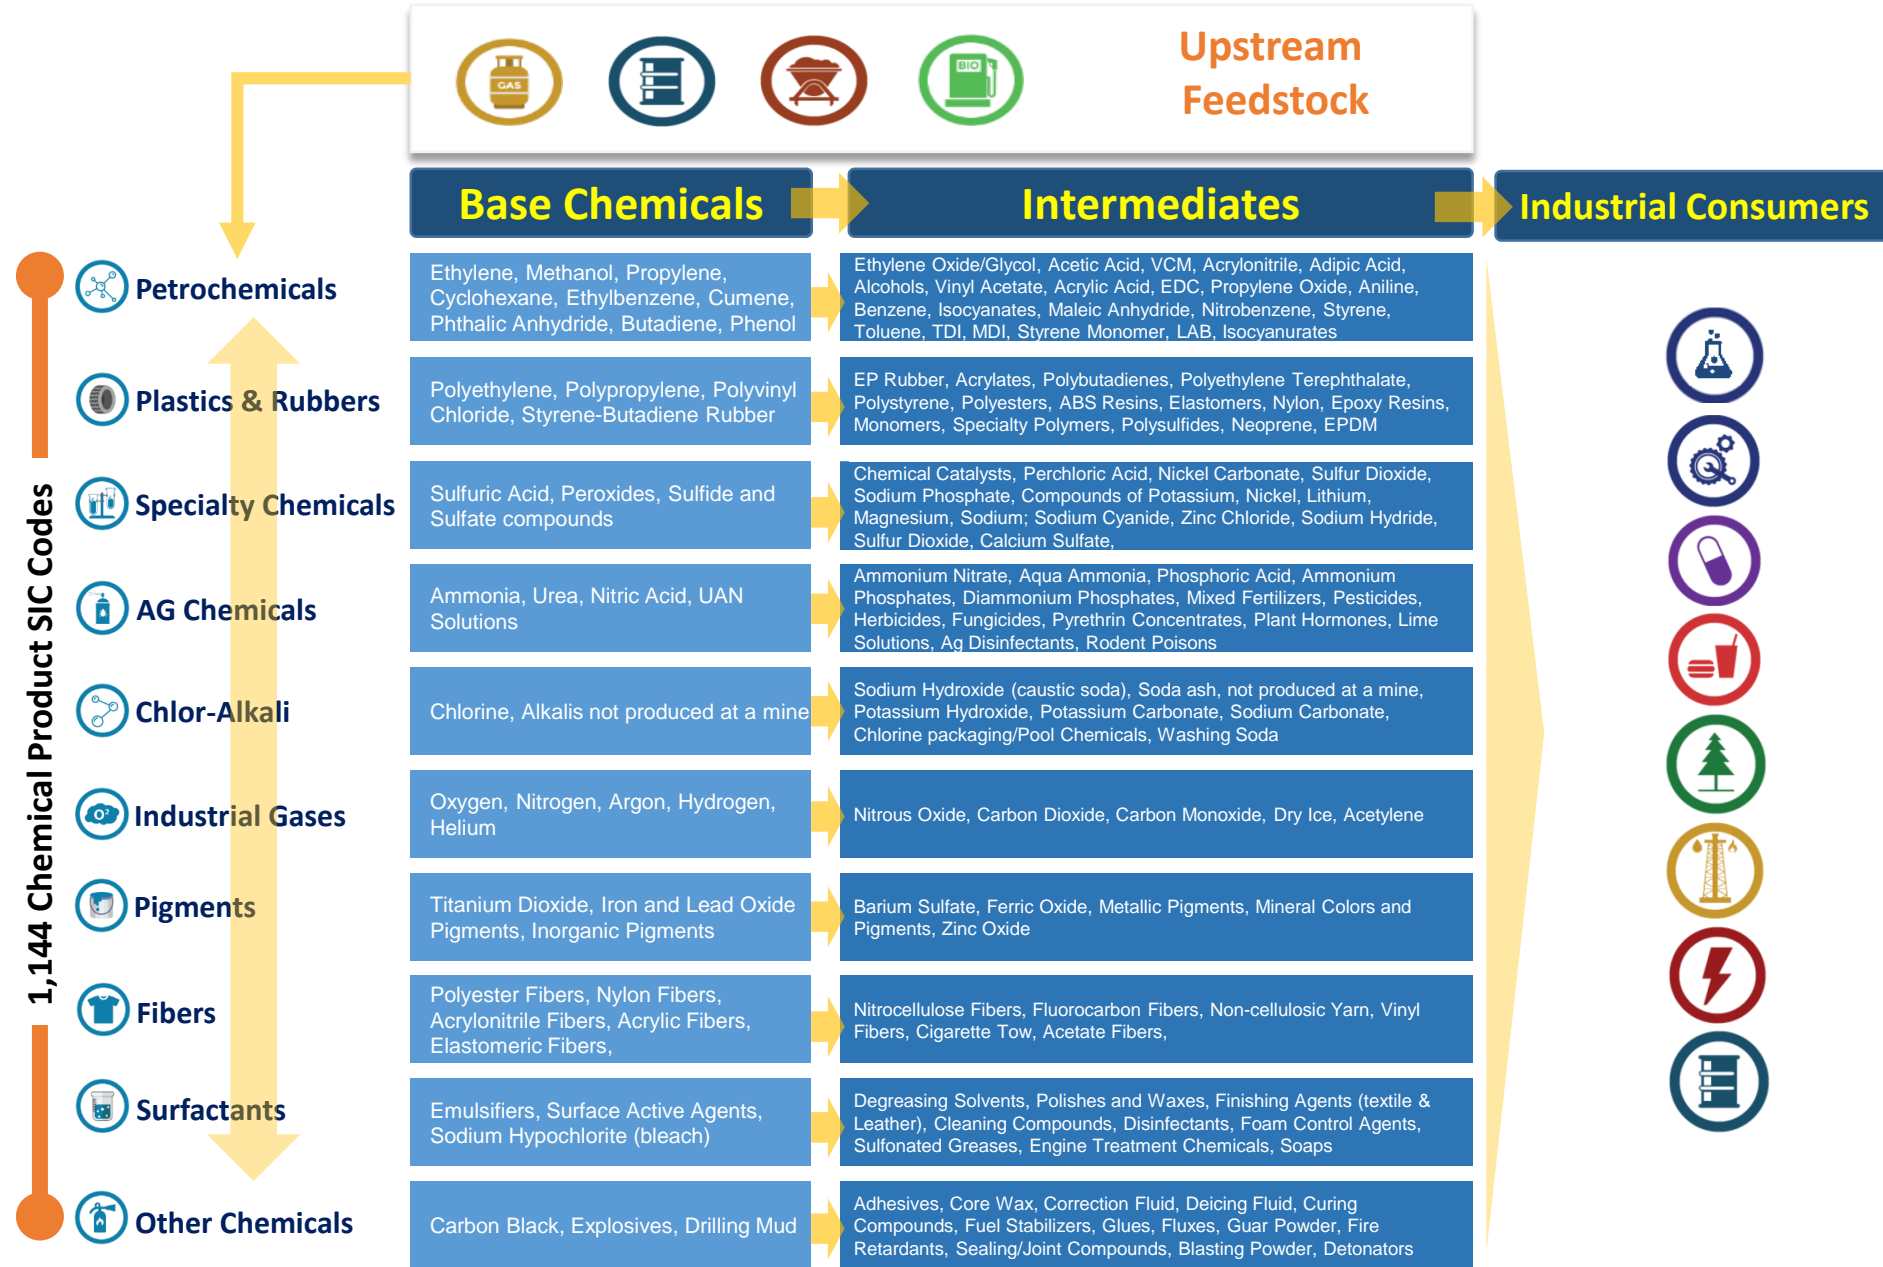 GAS
BIO
Upstream
Feedstock
Base Chemicals
Intermediates
Industrial Consumers
1,144 Chemical Product SIC Codes
Petrochemicals
Ethylene, Methanol, Propylene,
Cyclohexane, Ethylbenzene, Cumene,
Phthalic Anhydride, Butadiene, Phenol
Ethylene Oxide/Glycol, Acetic Acid, VCM, Acrylonitrile, Adipic Acid,
Alcohols, Vinyl Acetate, Acrylic Acid, EDC, Propylene Oxide, Aniline,
Benzene, Isocyanates, Maleic Anhydride, Nitrobenzene, Styrene,
Toluene, TDI, MDI, Styrene Monomer, LAB, Isocyanurates
Plastics & Rubbers
Polyethylene, Polypropylene, Polyvinyl
Chloride, Styrene-Butadiene Rubber
EP Rubber, Acrylates, Polybutadienes, Polyethylene Terephthalate,
Polystyrene, Polyesters, ABS Resins, Elastomers, Nylon, Epoxy Resins,
Monomers, Specialty Polymers, Polysulfides, Neoprene, EPDM
Specialty Chemicals
Sulfuric Acid, Peroxides, Sulfide and
Sulfate compounds
Chemical Catalysts, Perchloric Acid, Nickel Carbonate, Sulfur Dioxide,
Sodium Phosphate, Compounds of Potassium, Nickel, Lithium,
Magnesium, Sodium; Sodium Cyanide, Zinc Chloride, Sodium Hydride,
Sulfur Dioxide, Calcium Sulfate,
AG Chemicals
Ammonia, Urea, Nitric Acid, UAN
Solutions
Ammonium Nitrate, Aqua Ammonia, Phosphoric Acid, Ammonium
Phosphates, Diammonium Phosphates, Mixed Fertilizers, Pesticides,
Herbicides, Fungicides, Pyrethrin Concentrates, Plant Hormones, Lime
Solutions, Ag Disinfectants, Rodent Poisons
Chlor-Alkali
Chlorine, Alkalis not produced at a mine
Sodium Hydroxide (caustic soda), Soda ash, not produced at a mine,
Potassium Hydroxide, Potassium Carbonate, Sodium Carbonate,
Chlorine packaging/Pool Chemicals, Washing Soda
O²
Industrial Gases
Oxygen, Nitrogen, Argon, Hydrogen,
Helium
Nitrous Oxide, Carbon Dioxide, Carbon Monoxide, Dry Ice, Acetylene
Pigments
Titanium Dioxide, Iron and Lead Oxide
Pigments, Inorganic Pigments
Barium Sulfate, Ferric Oxide, Metallic Pigments, Mineral Colors and
Pigments, Zinc Oxide
Fibers
Polyester Fibers, Nylon Fibers,
Acrylonitrile Fibers, Acrylic Fibers,
Elastomeric Fibers,
Nitrocellulose Fibers, Fluorocarbon Fibers, Non-cellulosic Yarn, Vinyl
Fibers, Cigarette Tow, Acetate Fibers,
Surfactants
Emulsifiers, Surface Active Agents,
Sodium Hypochlorite (bleach)
Degreasing Solvents, Polishes and Waxes, Finishing Agents (textile &
Leather), Cleaning Compounds, Disinfectants, Foam Control Agents,
Sulfonated Greases, Engine Treatment Chemicals, Soaps
Other Chemicals
Carbon Black, Explosives, Drilling Mud
Adhesives, Core Wax, Correction Fluid, Deicing Fluid, Curing
Compounds, Fuel Stabilizers, Glues, Fluxes, Guar Powder, Fire
Retardants, Sealing/Joint Compounds, Blasting Powder, Detonators